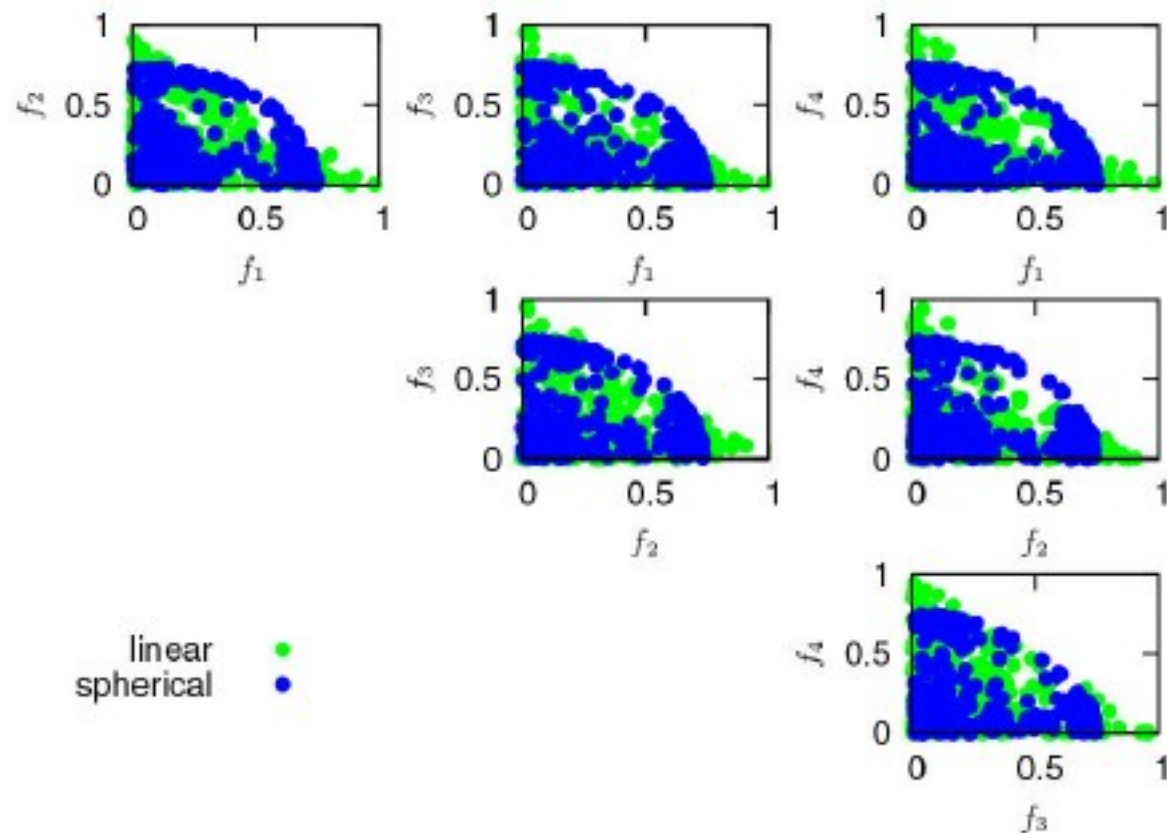 1 1 1
f2 0.5 f3 0.5 f4 0.5
0 0 0
0 0.5 1 0 0.5 1 0 0.5 1
f1 f1 f1
1 1
f3 0.5 f4 0.5
0 0
0 0.5 1 0 0.5 1
f2 f2
1
linear
f4 0.5
spherical
0
0 0.5 1
f3